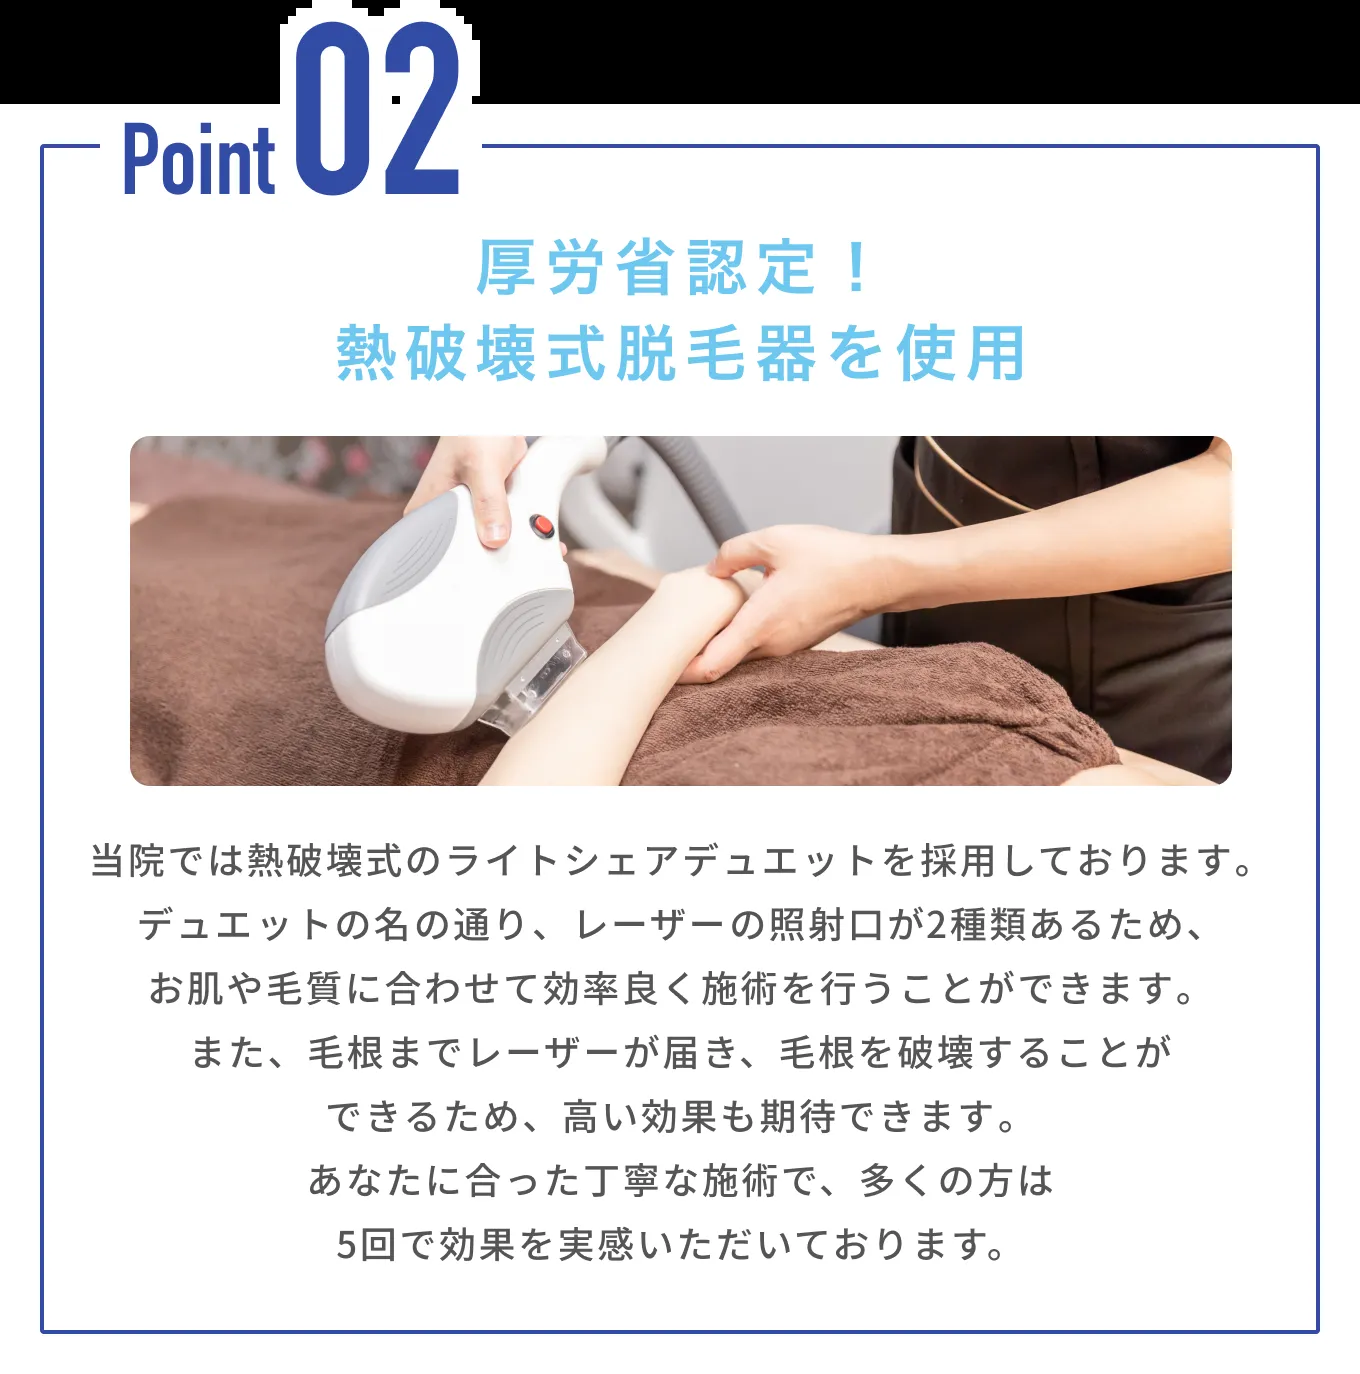 Point 02
厚労省認定！
熱破壊式脱毛器を使用
当院では熱破壊式のライトシェアデュエットを採用しております。
デュエットの名の通り、レーザーの照射口が2種類あるため、
お肌や毛質に合わせて効率良く施術を行うことができます。
また、毛根までレーザーが届き、毛根を破壊することが
できるため、高い効果も期待できます。
あなたに合った丁寧な施術で、多くの方は
5回で効果を実感いただいております。